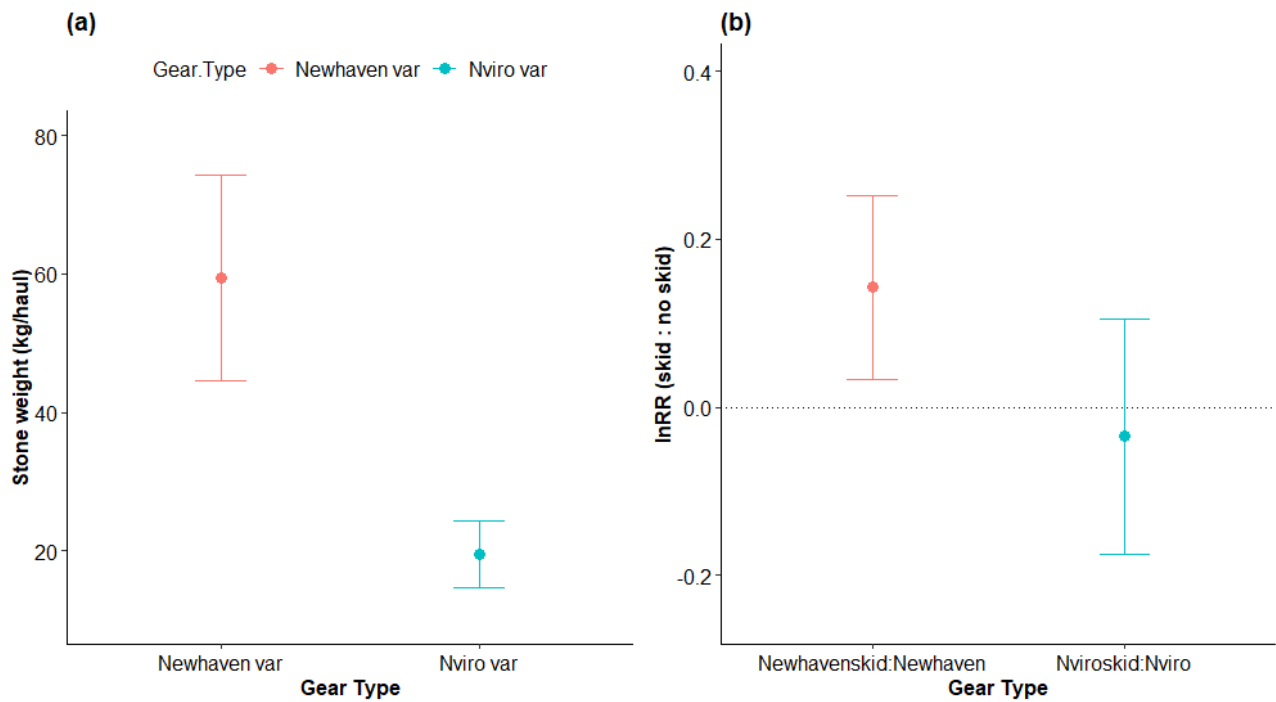 (a)
Gear.Type Newhaven var Nviro var
Stone weight (kg/haul)
80
60
40
20
Newhaven var Nviro var
Gear Type
(b)
lnRR (skid : no skid)
0.4
0.2
0.0
-0.2
Newhavenskid:Newhaven Nviroskid:Nviro
Gear Type